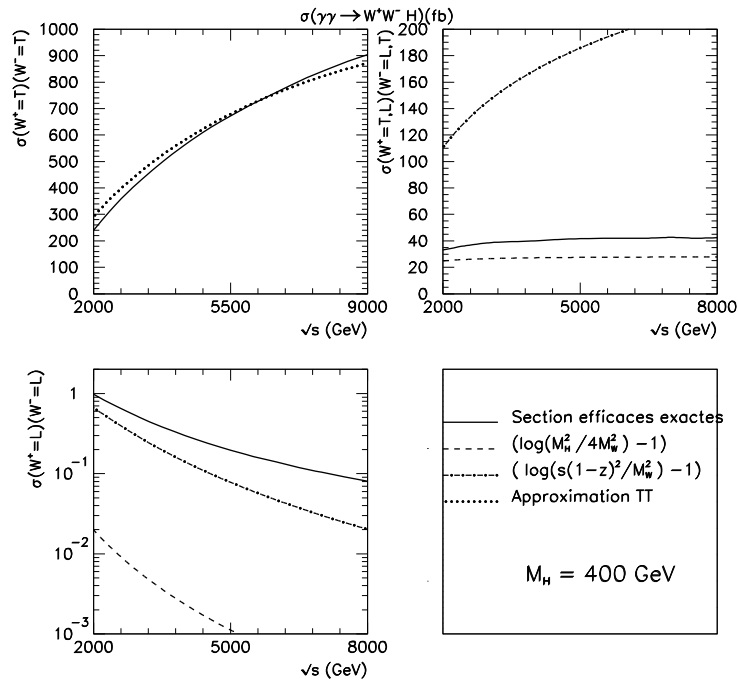 σ(γγ→W⁺W⁻H)(fb)
σ(W⁺=T)(W⁻=T)
1000
900
800
700
600
500
400
300
200
100
0
2000 5500 9000
√s (GeV)
σ(W⁺=T,L)(W⁻=L,T)
200
180
160
140
120
100
80
60
40
20
0
2000 5000 8000
√s (GeV)
σ(W⁺=L)(W⁻=L)
1
10⁻¹
10⁻²
10⁻³
2000 5000 8000
√s (GeV)
Section efficaces exactes
(log(M_H²/4M_W²) −1)
( log(s(1−z)²/M_W²) −1)
Approximation TT
M_H = 400 GeV